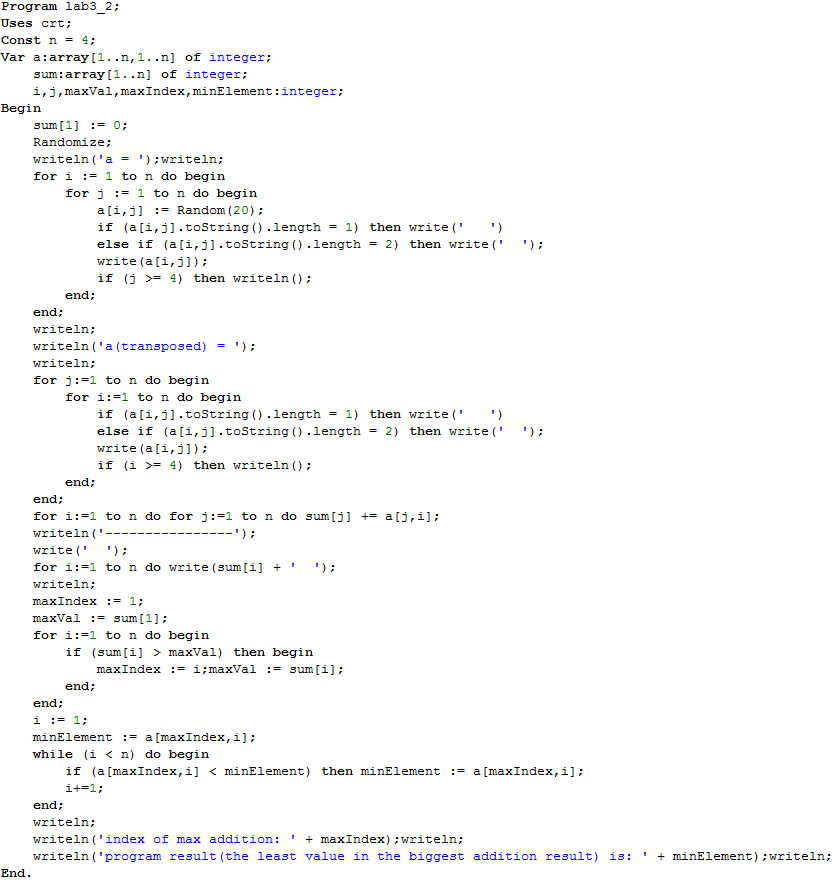 Program lab3_2;
Uses crt;
Const n = 4;
Var a:array[1..n,1..n] of integer;
    sum:array[1..n] of integer;
    i,j,maxVal,maxIndex,minElement:integer;
Begin
    sum[1] := 0;
    Randomize;
    writeln('a = ');writeln;
    for i := 1 to n do begin
        for j := 1 to n do begin
            a[i,j] := Random(20);
            if (a[i,j].toString().length = 1) then write('   ')
            else if (a[i,j].toString().length = 2) then write('  ');
            write(a[i,j]);
            if (j >= 4) then writeln();
        end;
    end;
    writeln;
    writeln('a(transposed) = ');
    writeln;
    for j:=1 to n do begin
        for i:=1 to n do begin
            if (a[i,j].toString().length = 1) then write('   ')
            else if (a[i,j].toString().length = 2) then write('  ');
            write(a[i,j]);
            if (i >= 4) then writeln();
        end;
    end;
    for i:=1 to n do for j:=1 to n do sum[j] += a[j,i];
    writeln('----------------');
    write('  ');
    for i:=1 to n do write(sum[i] + '  ');
    writeln;
    maxIndex := 1;
    maxVal := sum[1];
    for i:=1 to n do begin
        if (sum[i] > maxVal) then begin
            maxIndex := i;maxVal := sum[i];
        end;
    end;
    i := 1;
    minElement := a[maxIndex,i];
    while (i < n) do begin
        if (a[maxIndex,i] < minElement) then minElement := a[maxIndex,i];
        i+=1;
    end;
    writeln;
    writeln('index of max addition: ' + maxIndex);writeln;
    writeln('program result(the least value in the biggest addition result) is: ' + minElement);writeln;
End.